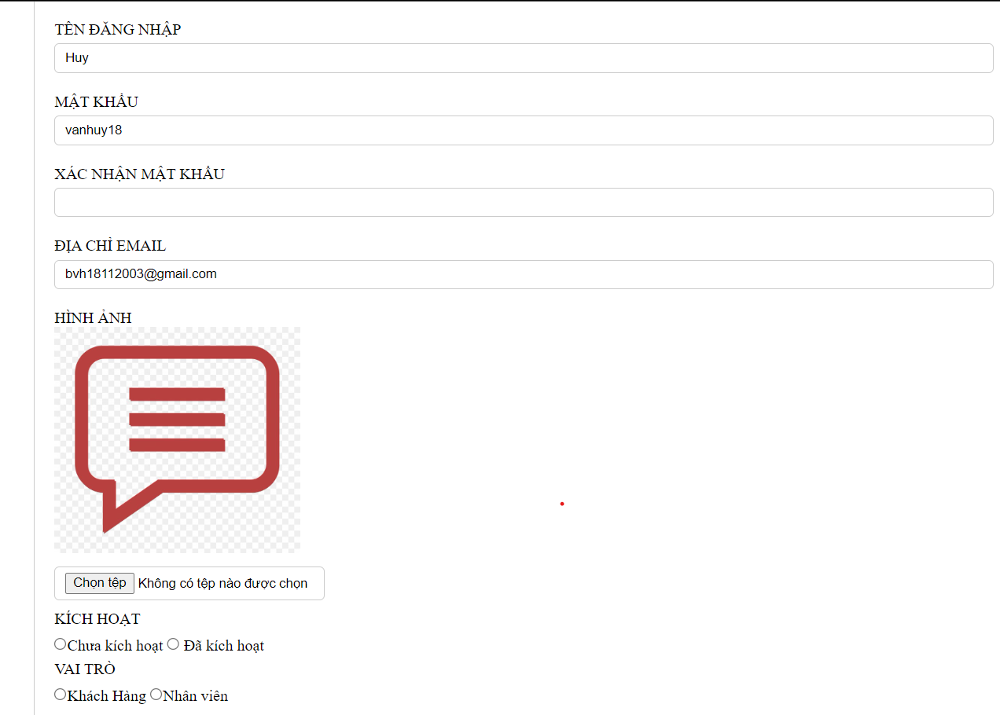 TÊN ĐĂNG NHẬP
Huy
MẬT KHẨU
vanhuy18
XÁC NHẬN MẬT KHẨU
ĐỊA CHỈ EMAIL
bvh18112003@gmail.com
HÌNH ẢNH
Chọn tệp Không có tệp nào được chọn
KÍCH HOẠT
Chưa kích hoạt Đã kích hoạt
VAI TRÒ
Khách Hàng Nhân viên